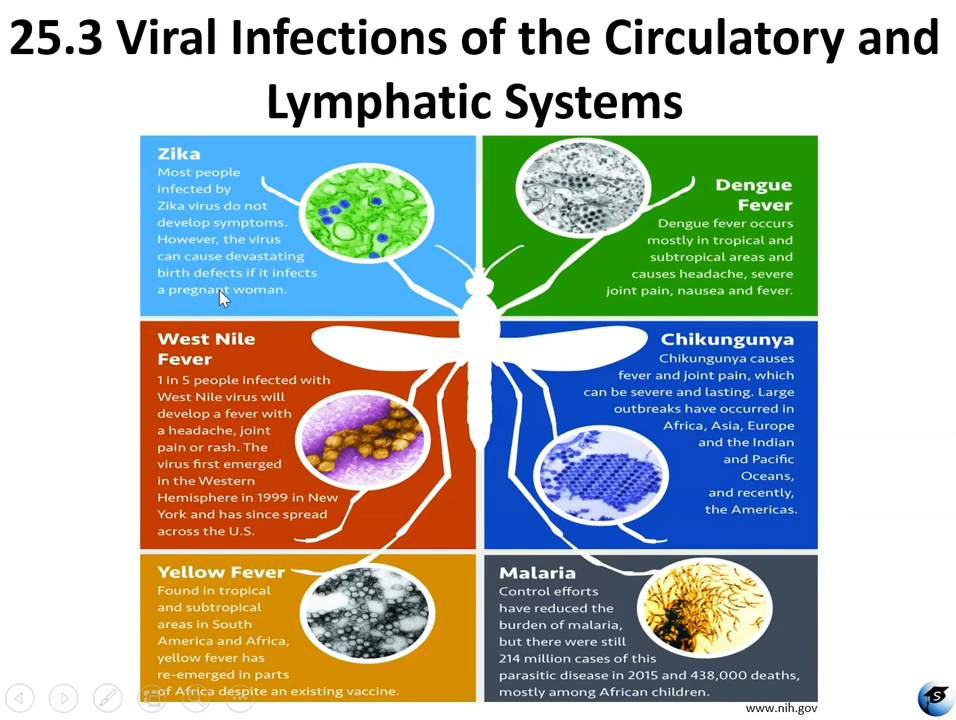 25.3 Viral Infections of the Circulatory and
Lymphatic Systems
Zika
Most people
infected by
Zika virus do not
develop symptoms.
However, the virus
can cause devastating
birth defects if it infects
a pregnant woman.
Dengue
Fever
Dengue fever occurs
mostly in tropical and
subtropical areas and
causes headache, severe
joint pain, nausea and fever.
West Nile
Fever
1 in 5 people infected with
West Nile virus will
develop a fever with
a headache, joint
pain or rash. The
virus first emerged
in the Western
Hemisphere in 1999 in New
York and has since spread
across the U.S.
Chikungunya
Chikungunya causes
fever and joint pain, which
can be severe and lasting. Large
outbreaks have occurred in
Africa, Asia, Europe
and the Indian
and Pacific
Oceans,
and recently,
the Americas.
Yellow Fever
Found in tropical
and subtropical
areas in South
America and Africa,
yellow fever has
re-emerged in parts
of Africa despite an existing vaccine.
Malaria
Control efforts
have reduced the
burden of malaria,
but there were still
214 million cases of this
parasitic disease in 2015 and 438,000 deaths,
mostly among African children.
www.nih.gov
S